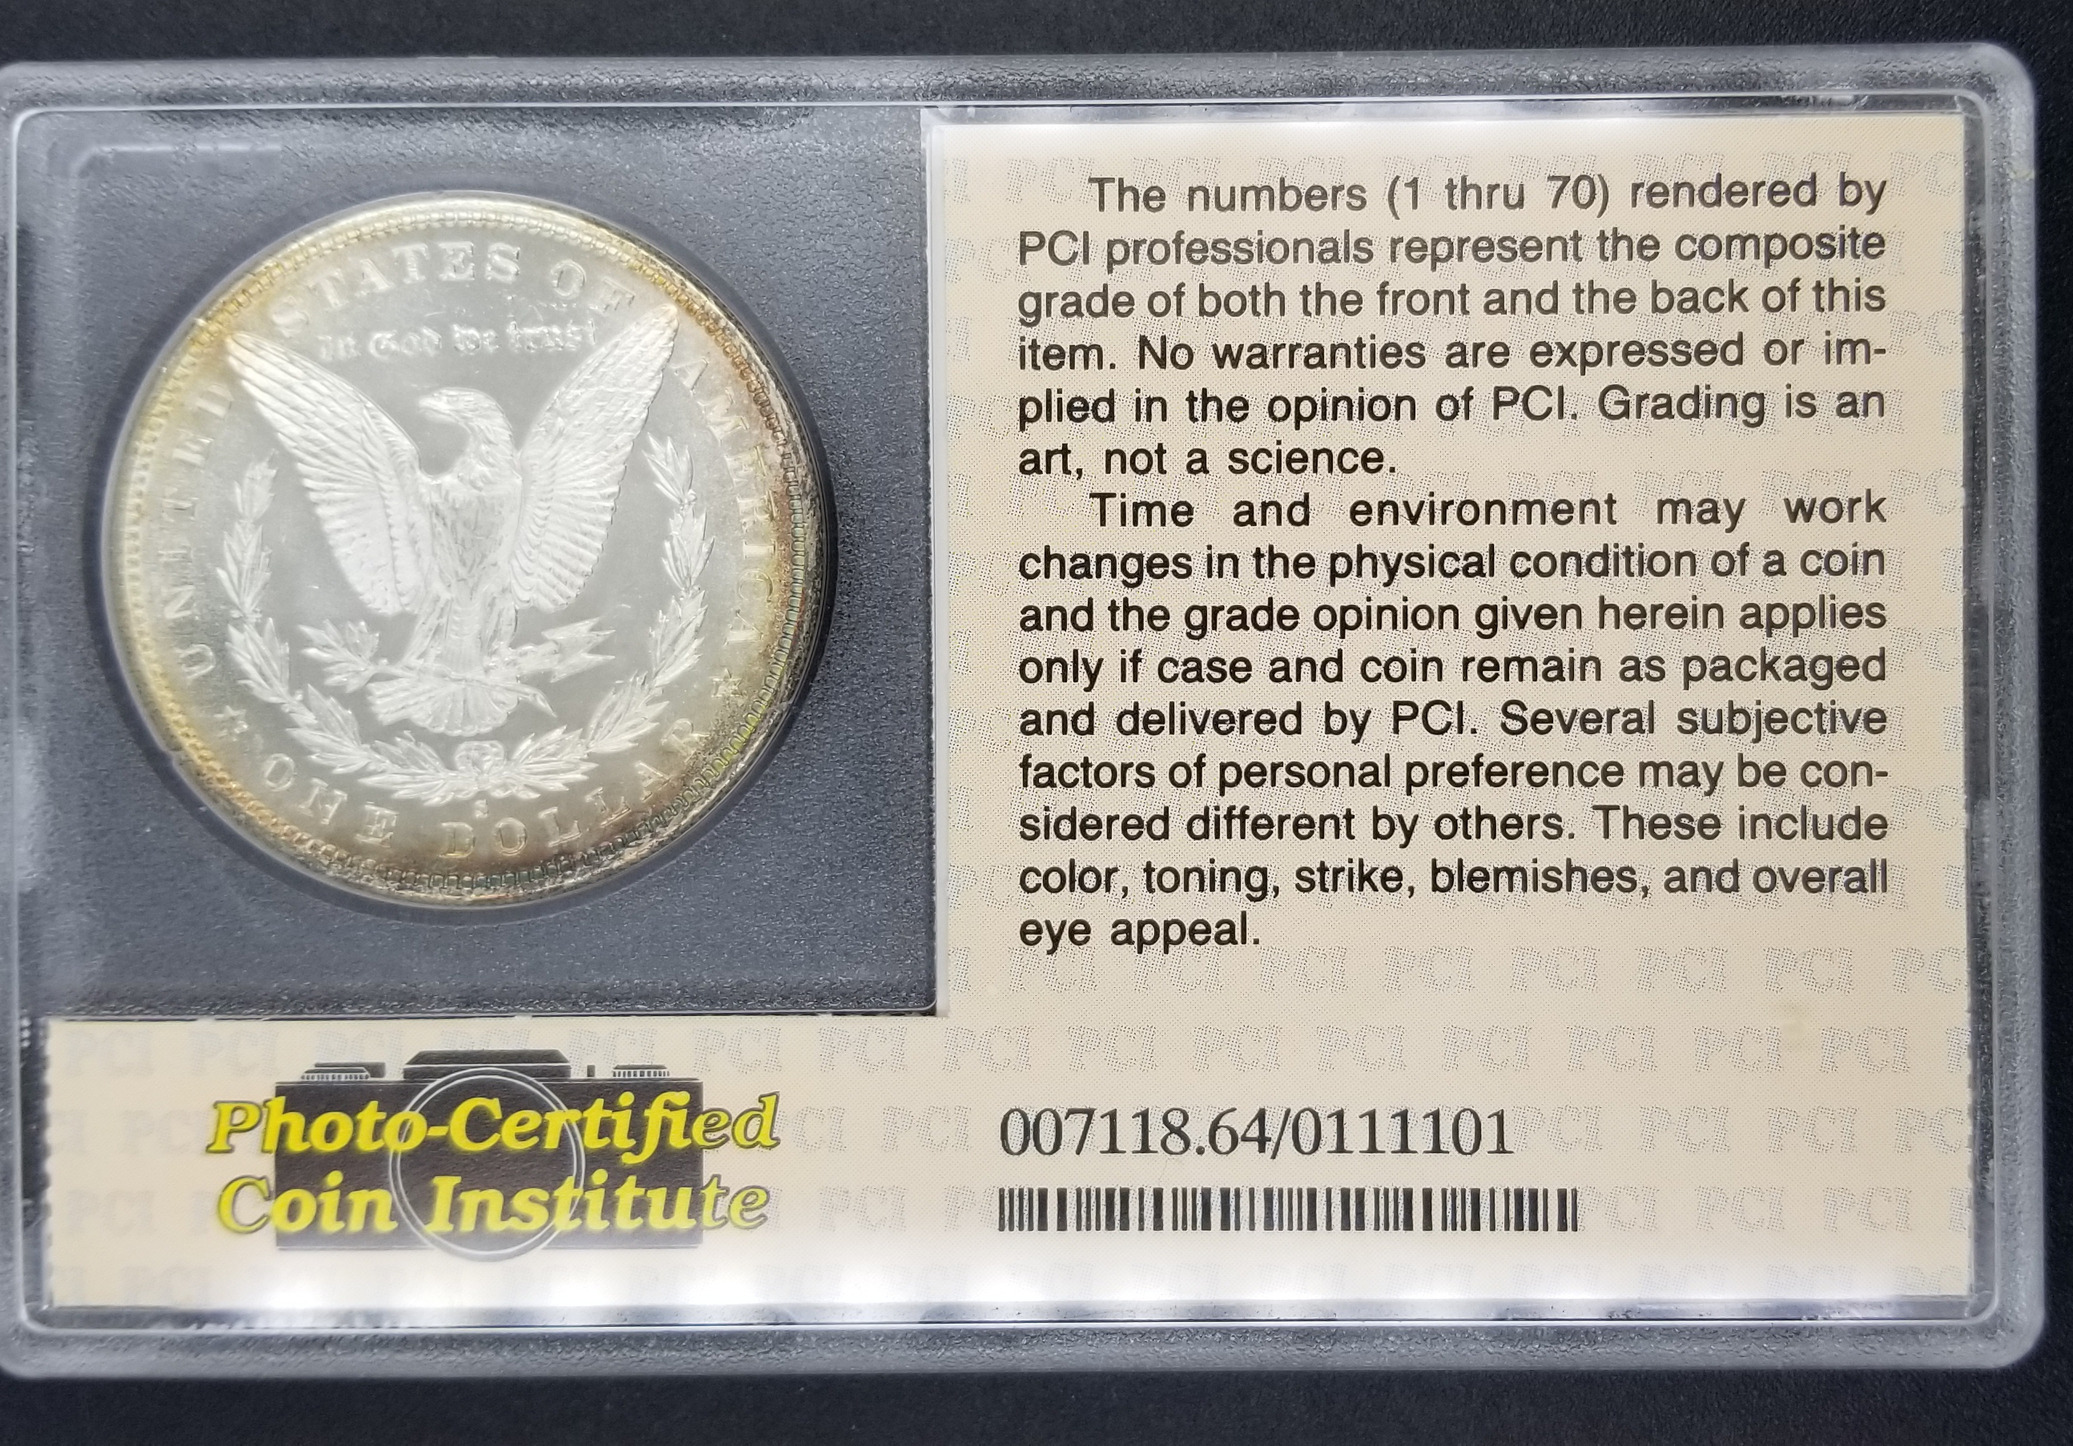 UNITED STATES OF AMERICA
In God we trust
★ ONE DOLLAR ★
S
The numbers (1 thru 70) rendered by
PCI professionals represent the composite
grade of both the front and the back of this
item. No warranties are expressed or im-
plied in the opinion of PCI. Grading is an
art, not a science.
Time and environment may work
changes in the physical condition of a coin
and the grade opinion given herein applies
only if case and coin remain as packaged
and delivered by PCI. Several subjective
factors of personal preference may be con-
sidered different by others. These include
color, toning, strike, blemishes, and overall
eye appeal.
Photo-Certified
Coin Institute
007118.64/0111101